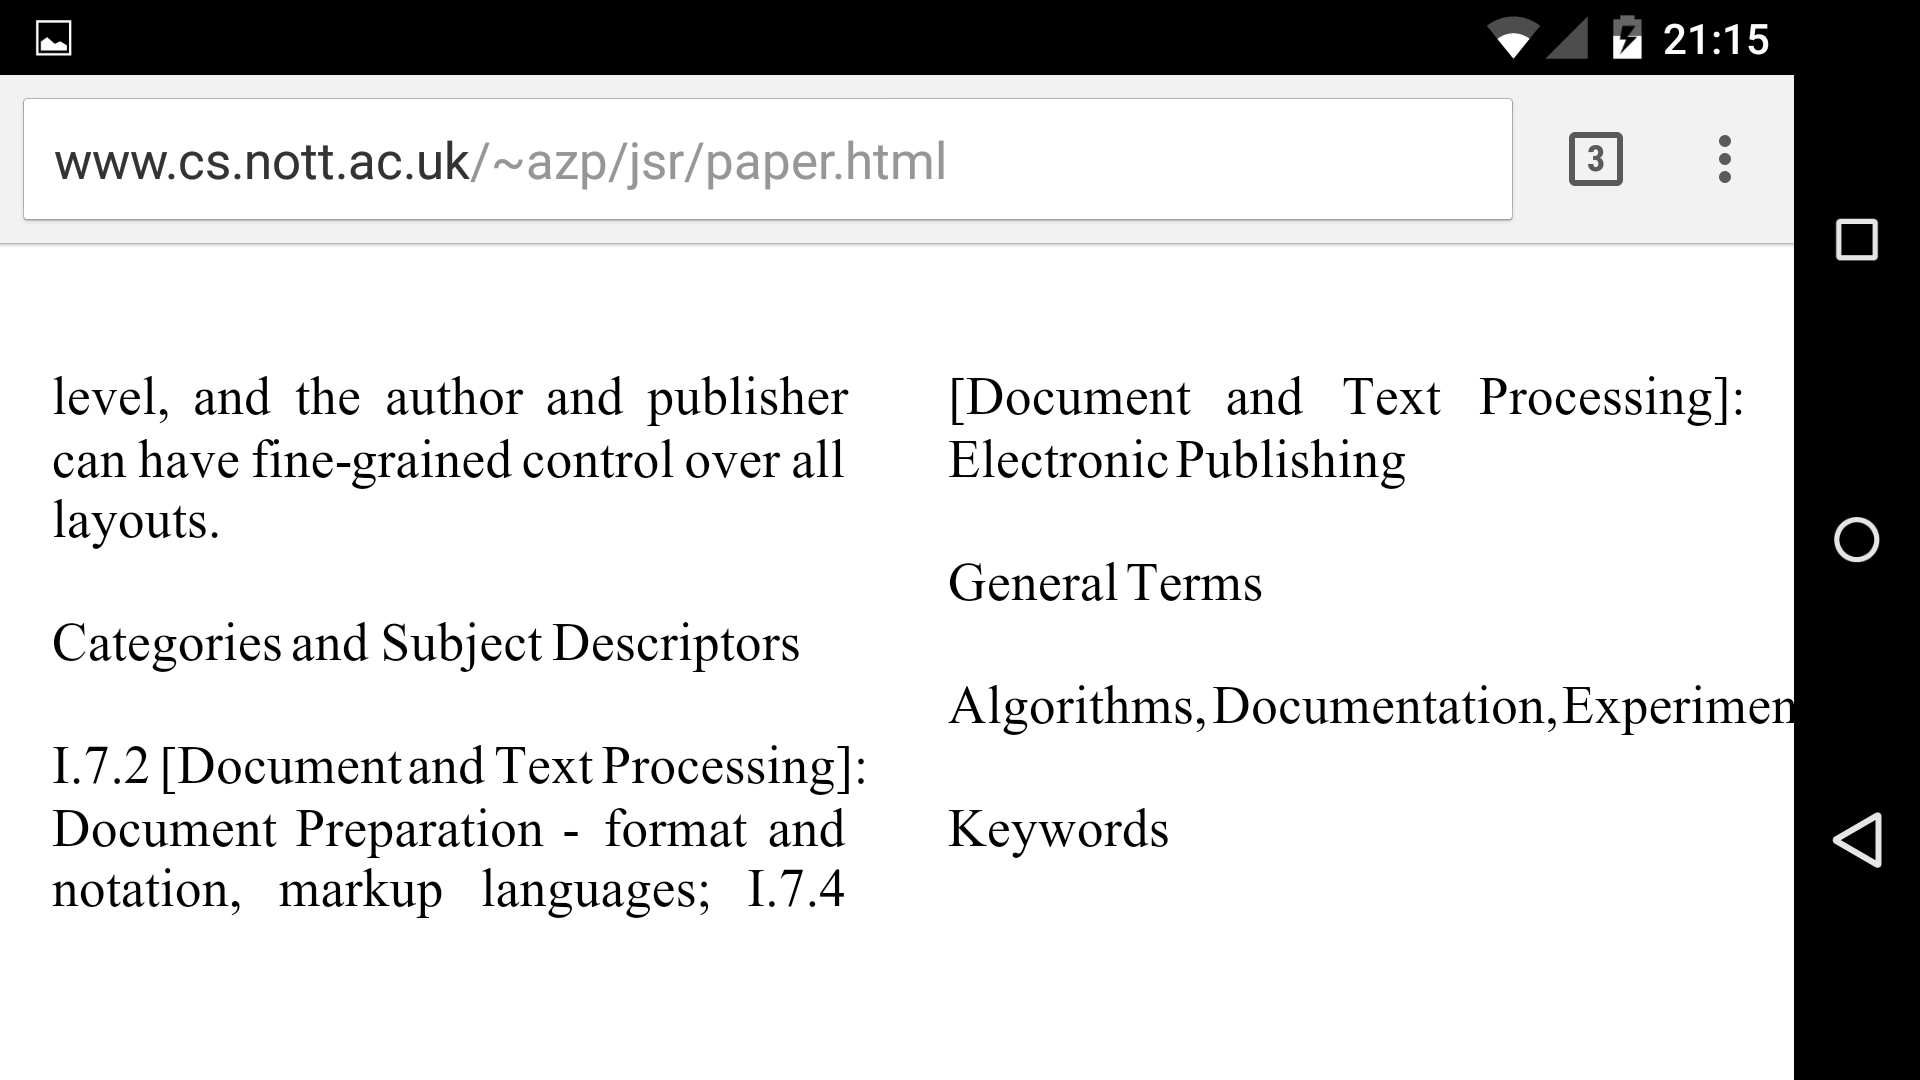 21:15
www.cs.nott.ac.uk/~azp/jsr/paper.html
3
level, and the author and publisher
can have fine-grained control over all
layouts.
Categories and Subject Descriptors
I.7.2 [Document and Text Processing]:
Document Preparation - format and
notation, markup languages; I.7.4
[Document and Text Processing]:
Electronic Publishing
General Terms
Algorithms, Documentation, Experimen
Keywords